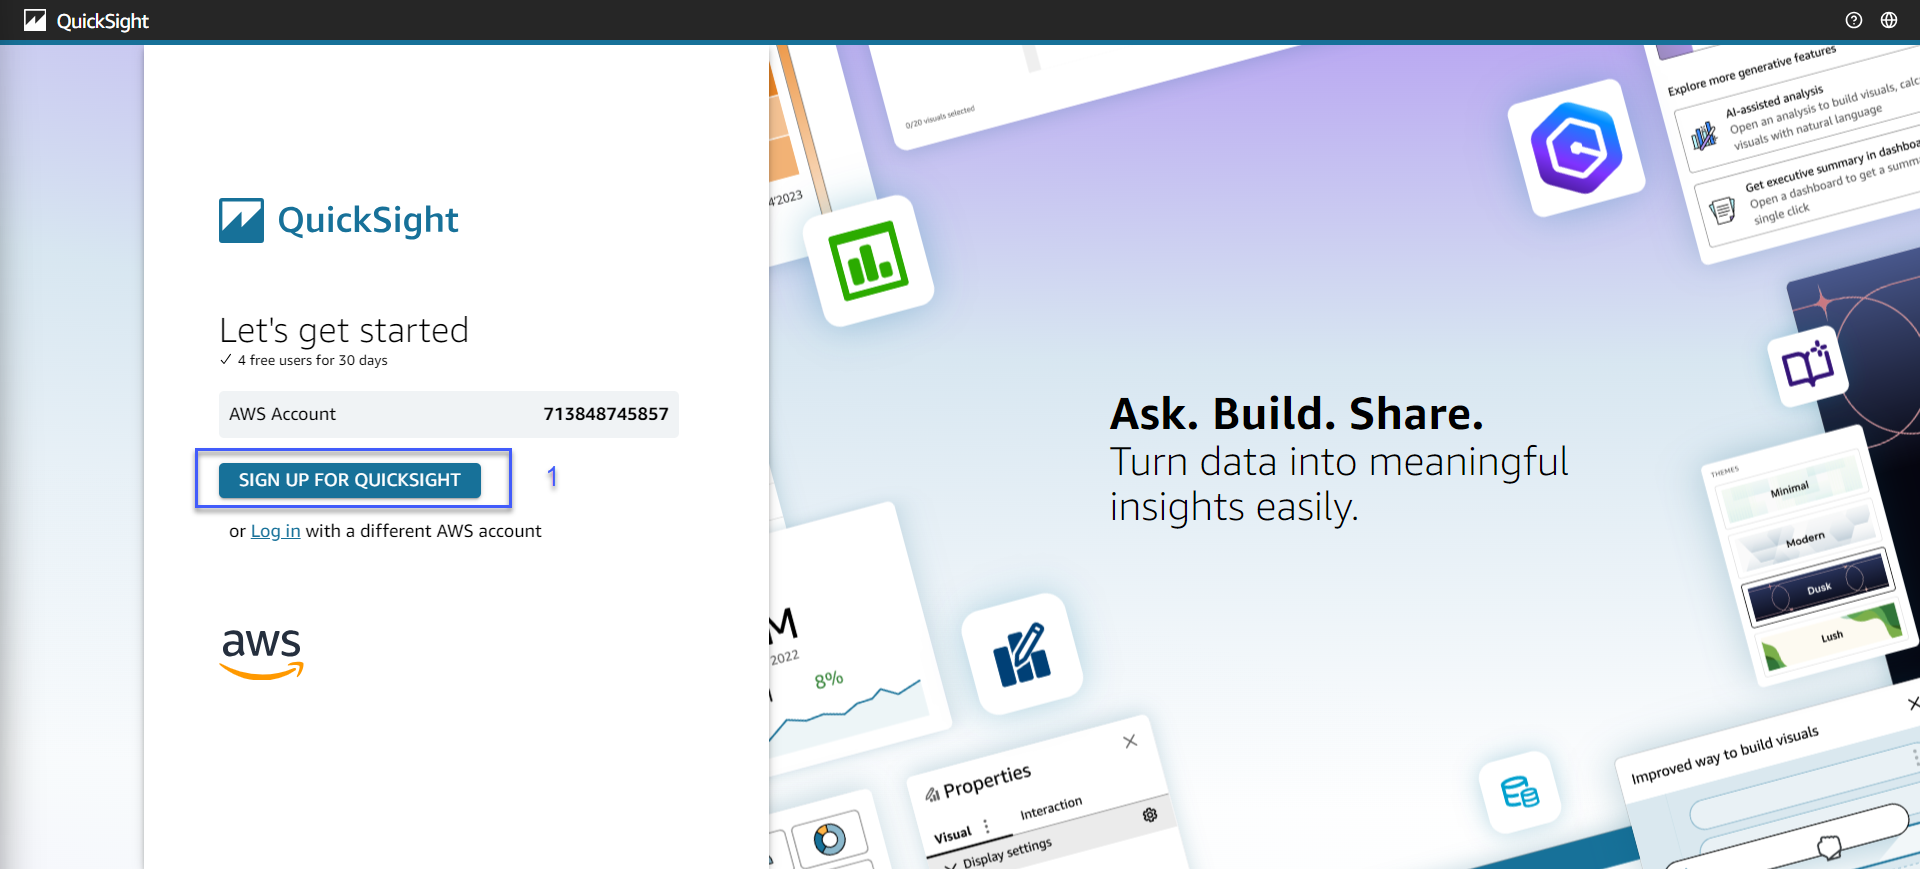 QuickSight
QuickSight
Let's get started
4 free users for 30 days
AWS Account 713848745857
SIGN UP FOR QUICKSIGHT 1
or Log in with a different AWS account
aws
0/20 visuals selected
4'2023
Explore more generative features
AI-assisted analysis
Open an analysis to build visuals, calc
visuals with natural language
Get executive summary in dashboa
Open a dashboard to get a summ
single click
Ask. Build. Share.
Turn data into meaningful
insights easily.
THEMES
Minimal
Modern
Dusk
Lush
M
2022
8%
Properties
Visual Interaction
Display settings
Improved way to build visuals